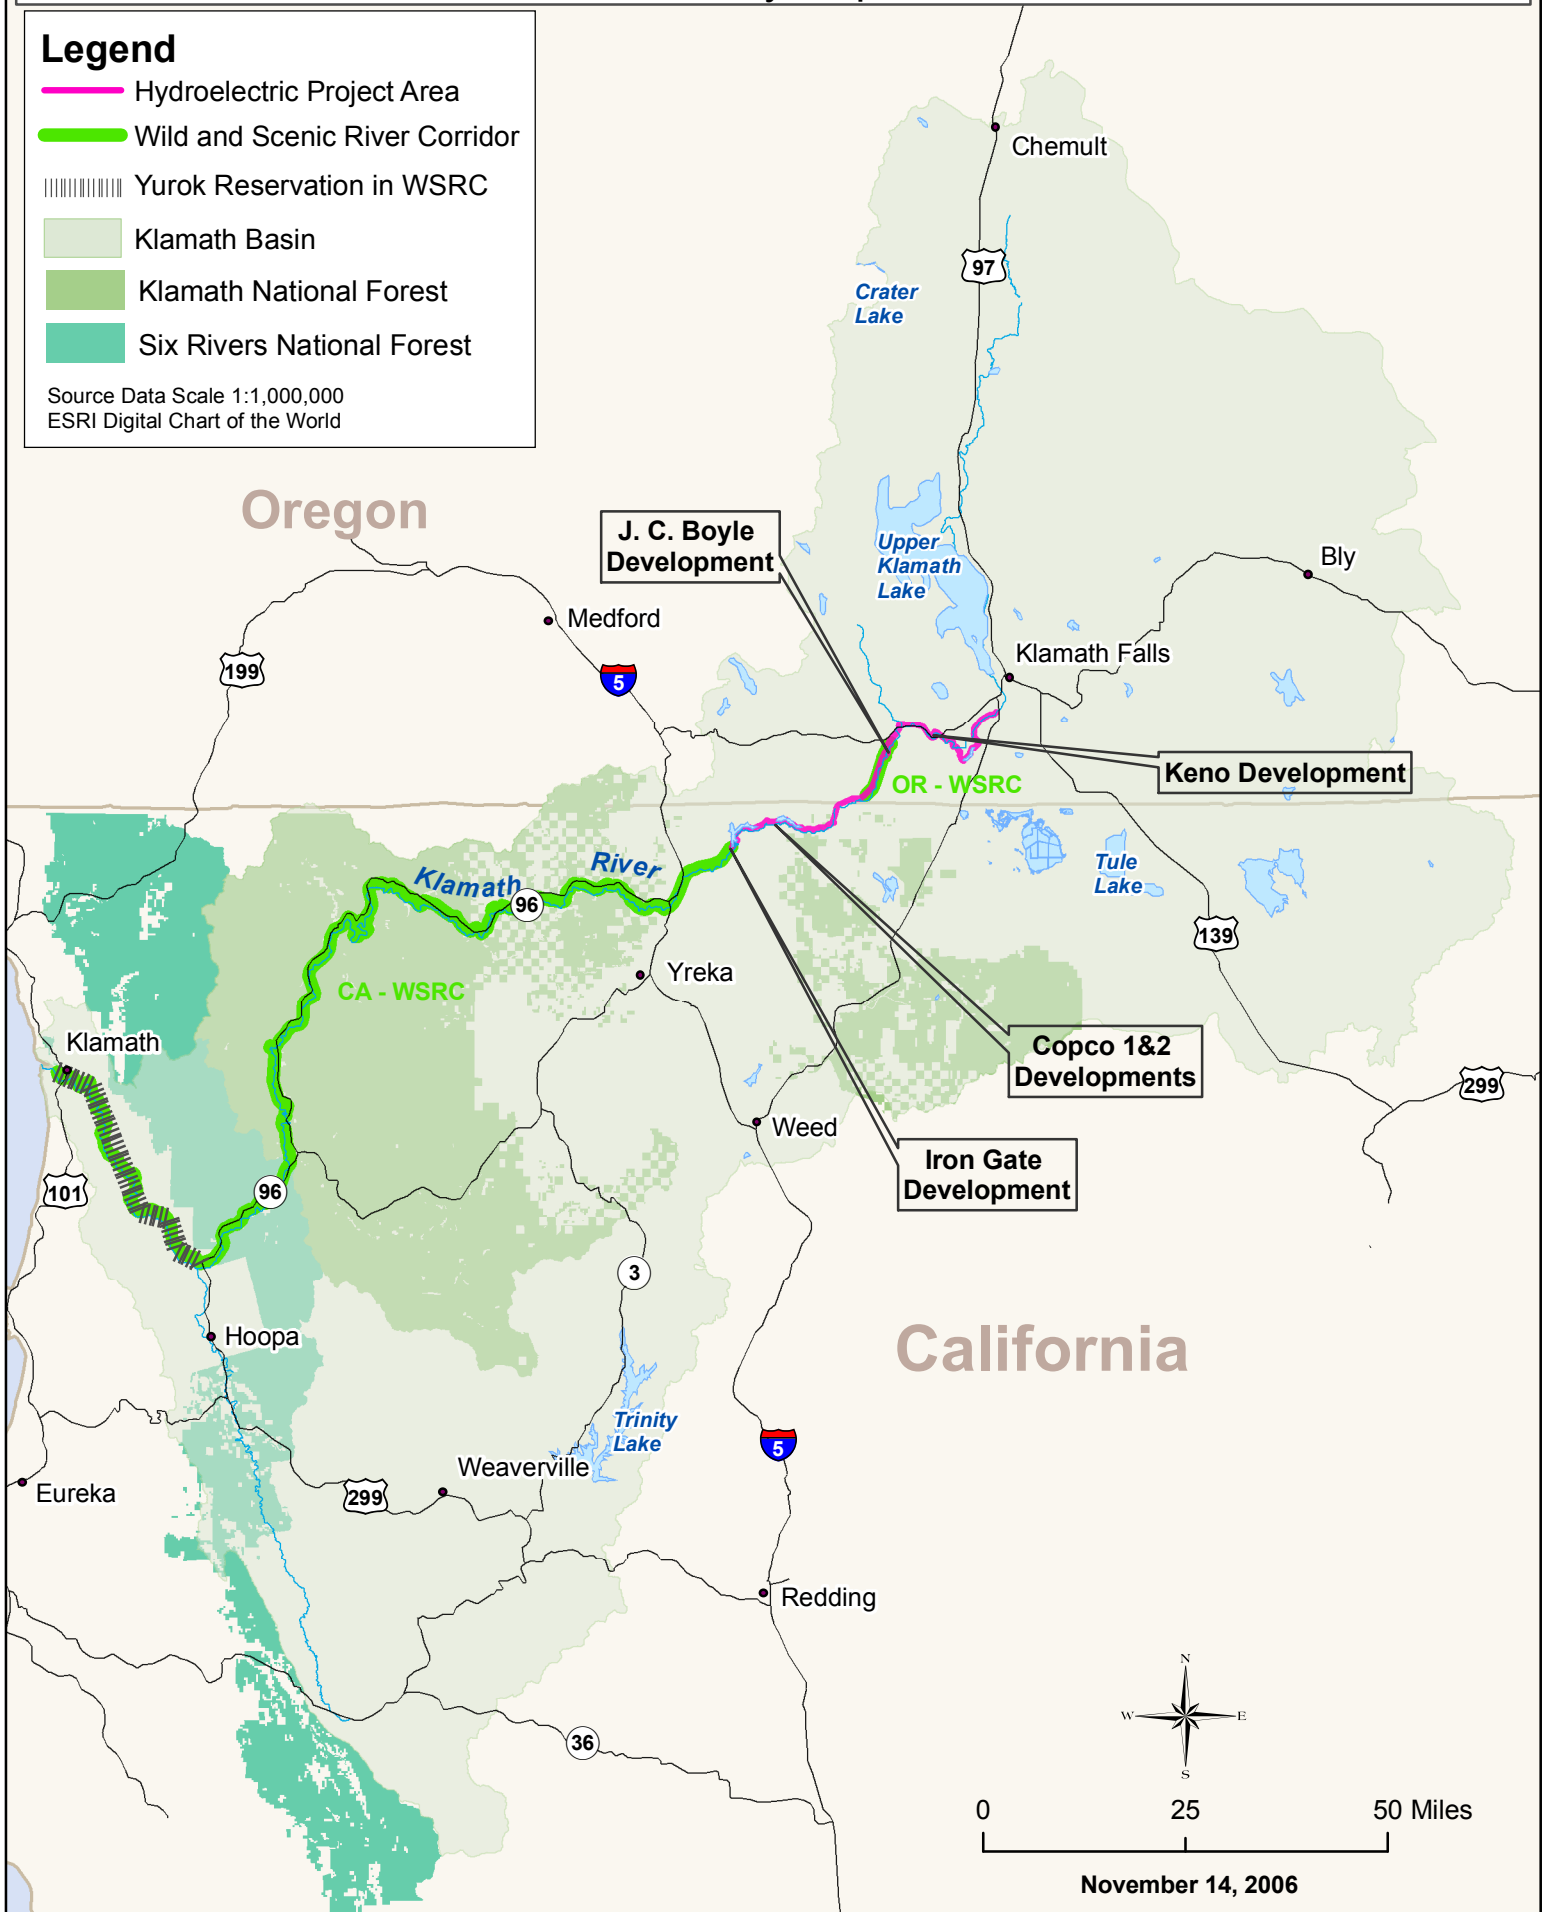 Legend
Hydroelectric Project Area
Wild and Scenic River Corridor
Yurok Reservation in WSRC
Klamath Basin
Klamath National Forest
Six Rivers National Forest
Source Data Scale 1:1,000,000
ESRI Digital Chart of the World
Chemult
97
Crater
Lake
Oregon
J. C. Boyle
Development
Upper
Klamath
Lake
Bly
Medford
Klamath Falls
199
5
Keno Development
OR - WSRC
Klamath River
96
Tule
Lake
139
Yreka
CA - WSRC
Klamath
Copco 1&2
Developments
299
Weed
Iron Gate
Development
101
96
3
Hoopa
California
Trinity
Lake
5
Weaverville
Eureka
299
Redding
N
W
E
S
36
0 25 50 Miles
November 14, 2006